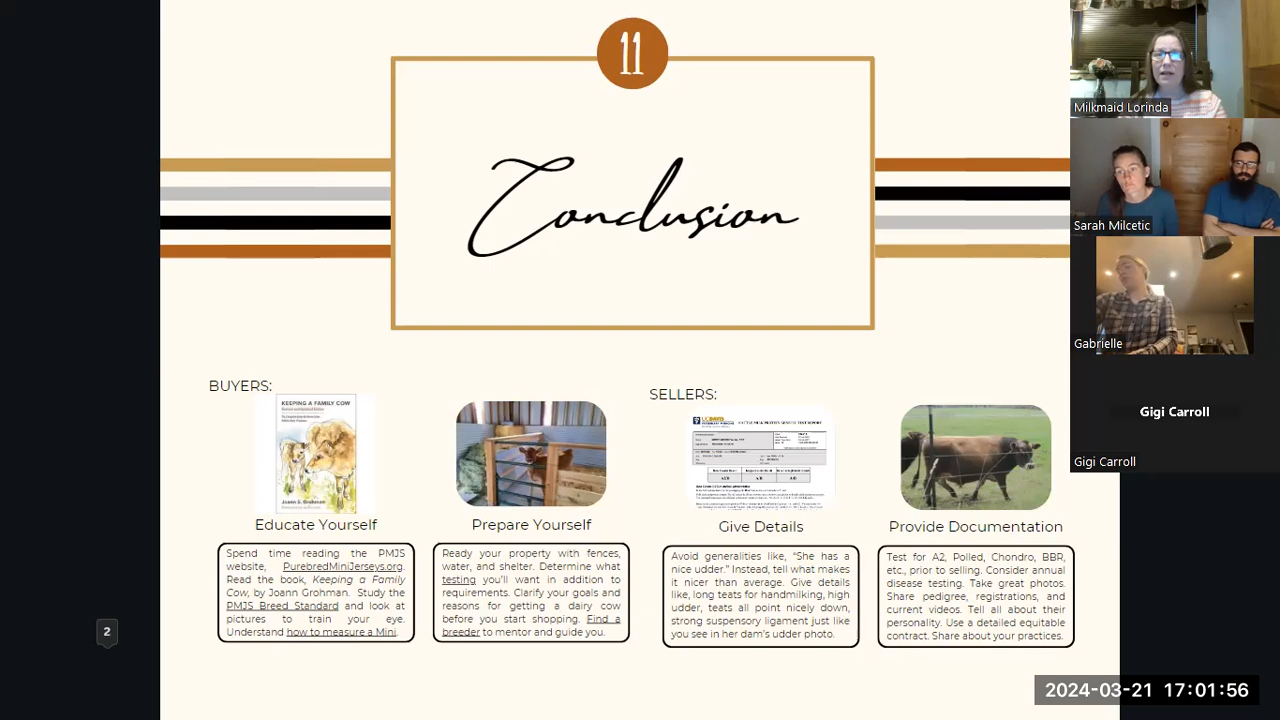 11
Conclusion
Milkmaid Lorinda
Sarah Milcetic
Gabrielle
Gigi Carroll
Gigi Carroll
BUYERS:
KEEPING A FAMILY COW
Joann S. Grohman
Educate Yourself
Spend time reading the PMJS
website, PurebredMiniJerseys.org.
Read the book, Keeping a Family
Cow, by Joann Grohman. Study the
PMJS Breed Standard and look at
pictures to train your eye.
Understand how to measure a Mini.
Prepare Yourself
Ready your property with fences,
water, and shelter. Determine what
testing you'll want in addition to
requirements. Clarify your goals and
reasons for getting a dairy cow
before you start shopping. Find a
breeder to mentor and guide you.
SELLERS:
UCDAVIS
Give Details
Avoid generalities like, “She has a
nice udder.” Instead, tell what makes
it nicer than average. Give details
like, long teats for handmilking, high
udder, teats all point nicely down,
strong suspensory ligament just like
you see in her dam's udder photo.
Provide Documentation
Test for A2, Polled, Chondro, BBR,
etc., prior to selling. Consider annual
disease testing. Take great photos.
Share pedigree, registrations, and
current videos. Tell all about their
personality. Use a detailed equitable
contract. Share about your practices.
2
2024-03-21 17:01:56